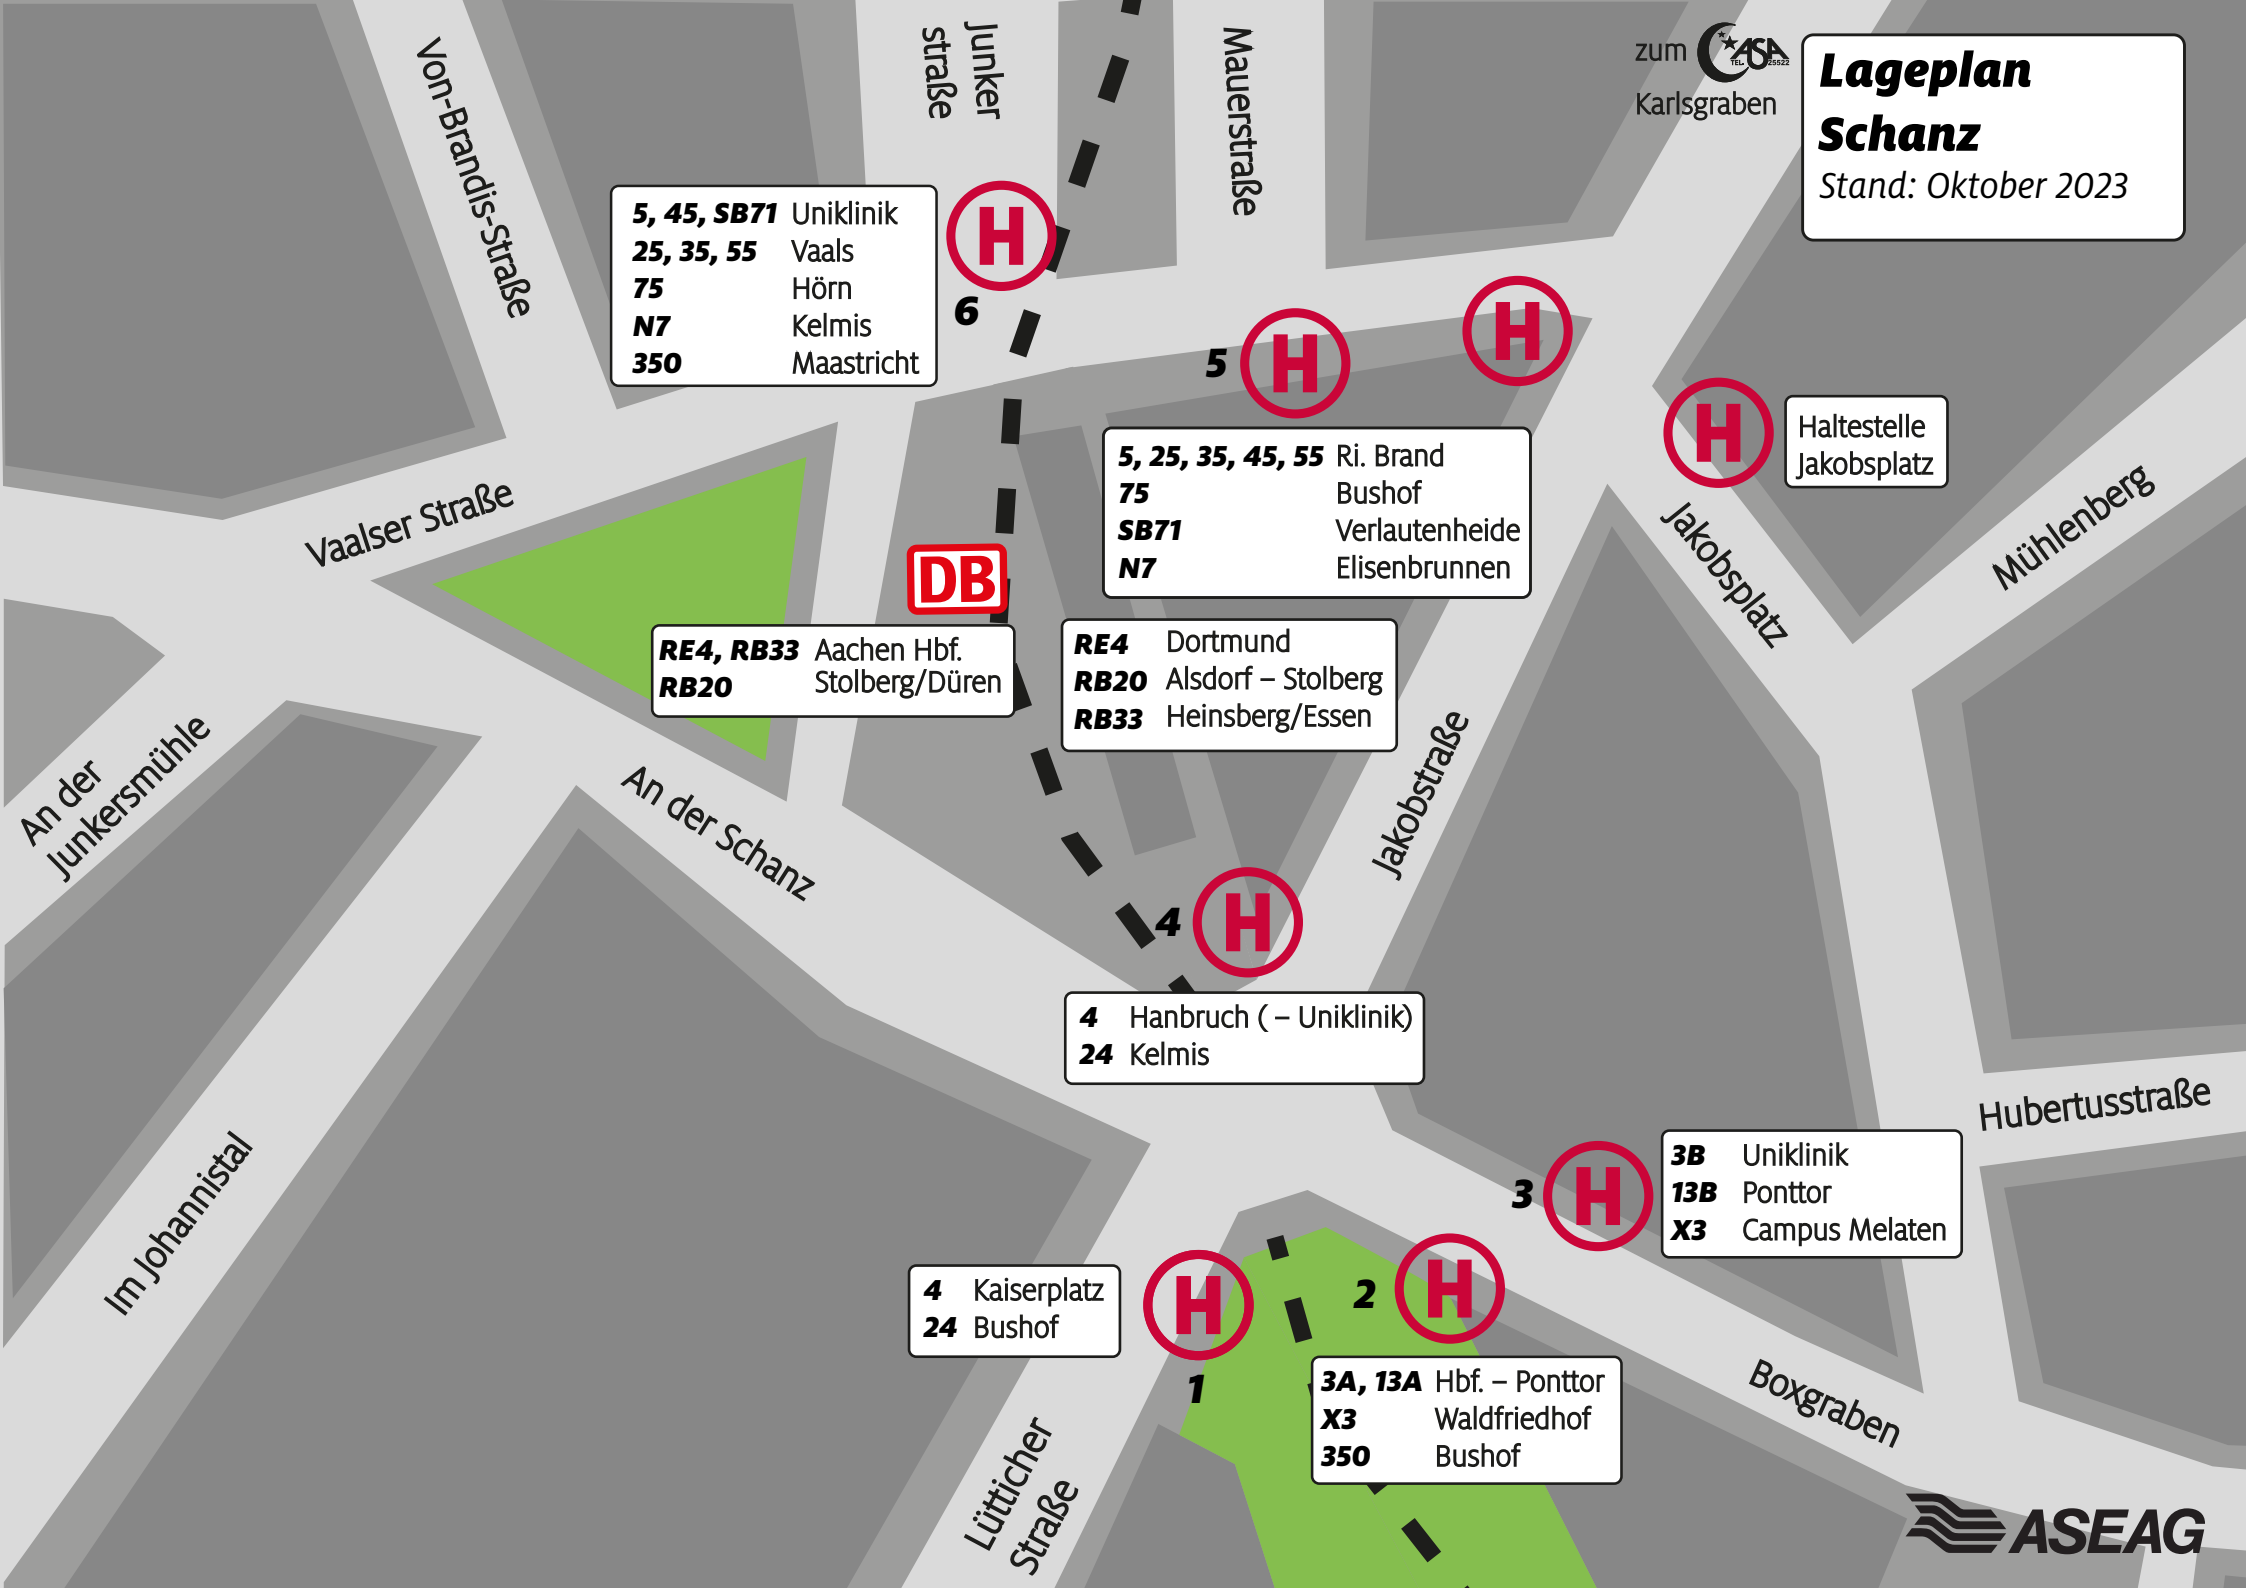 Von-Brandis-Straße
Junker
straße
Mauerstraße
zum CASA
TEL. 25522
Karlsgraben
Lageplan
Schanz
Stand: Oktober 2023
5, 45, SB71 Uniklinik
25, 35, 55 Vaals
75 Hörn
N7 Kelmis
350 Maastricht
H
6
5
H
H
H
Haltestelle
Jakobsplatz
5, 25, 35, 45, 55 Ri. Brand
75 Bushof
SB71 Verlautenheide
N7 Elisenbrunnen
Vaalser Straße
Jakobsplatz
Mühlenberg
DB
RE4, RB33 Aachen Hbf.
RB20 Stolberg/Düren
RE4 Dortmund
RB20 Alsdorf – Stolberg
RB33 Heinsberg/Essen
An der
Junkersmühle
An der Schanz
Jakobstraße
4
H
4 Hanbruch ( – Uniklinik)
24 Kelmis
Hubertusstraße
Im Johannistal
3
H
3B Uniklinik
13B Ponttor
X3 Campus Melaten
4 Kaiserplatz
24 Bushof
H
1
2
H
3A, 13A Hbf. – Ponttor
X3 Waldfriedhof
350 Bushof
Boxgraben
Lütticher
Straße
ASEAG